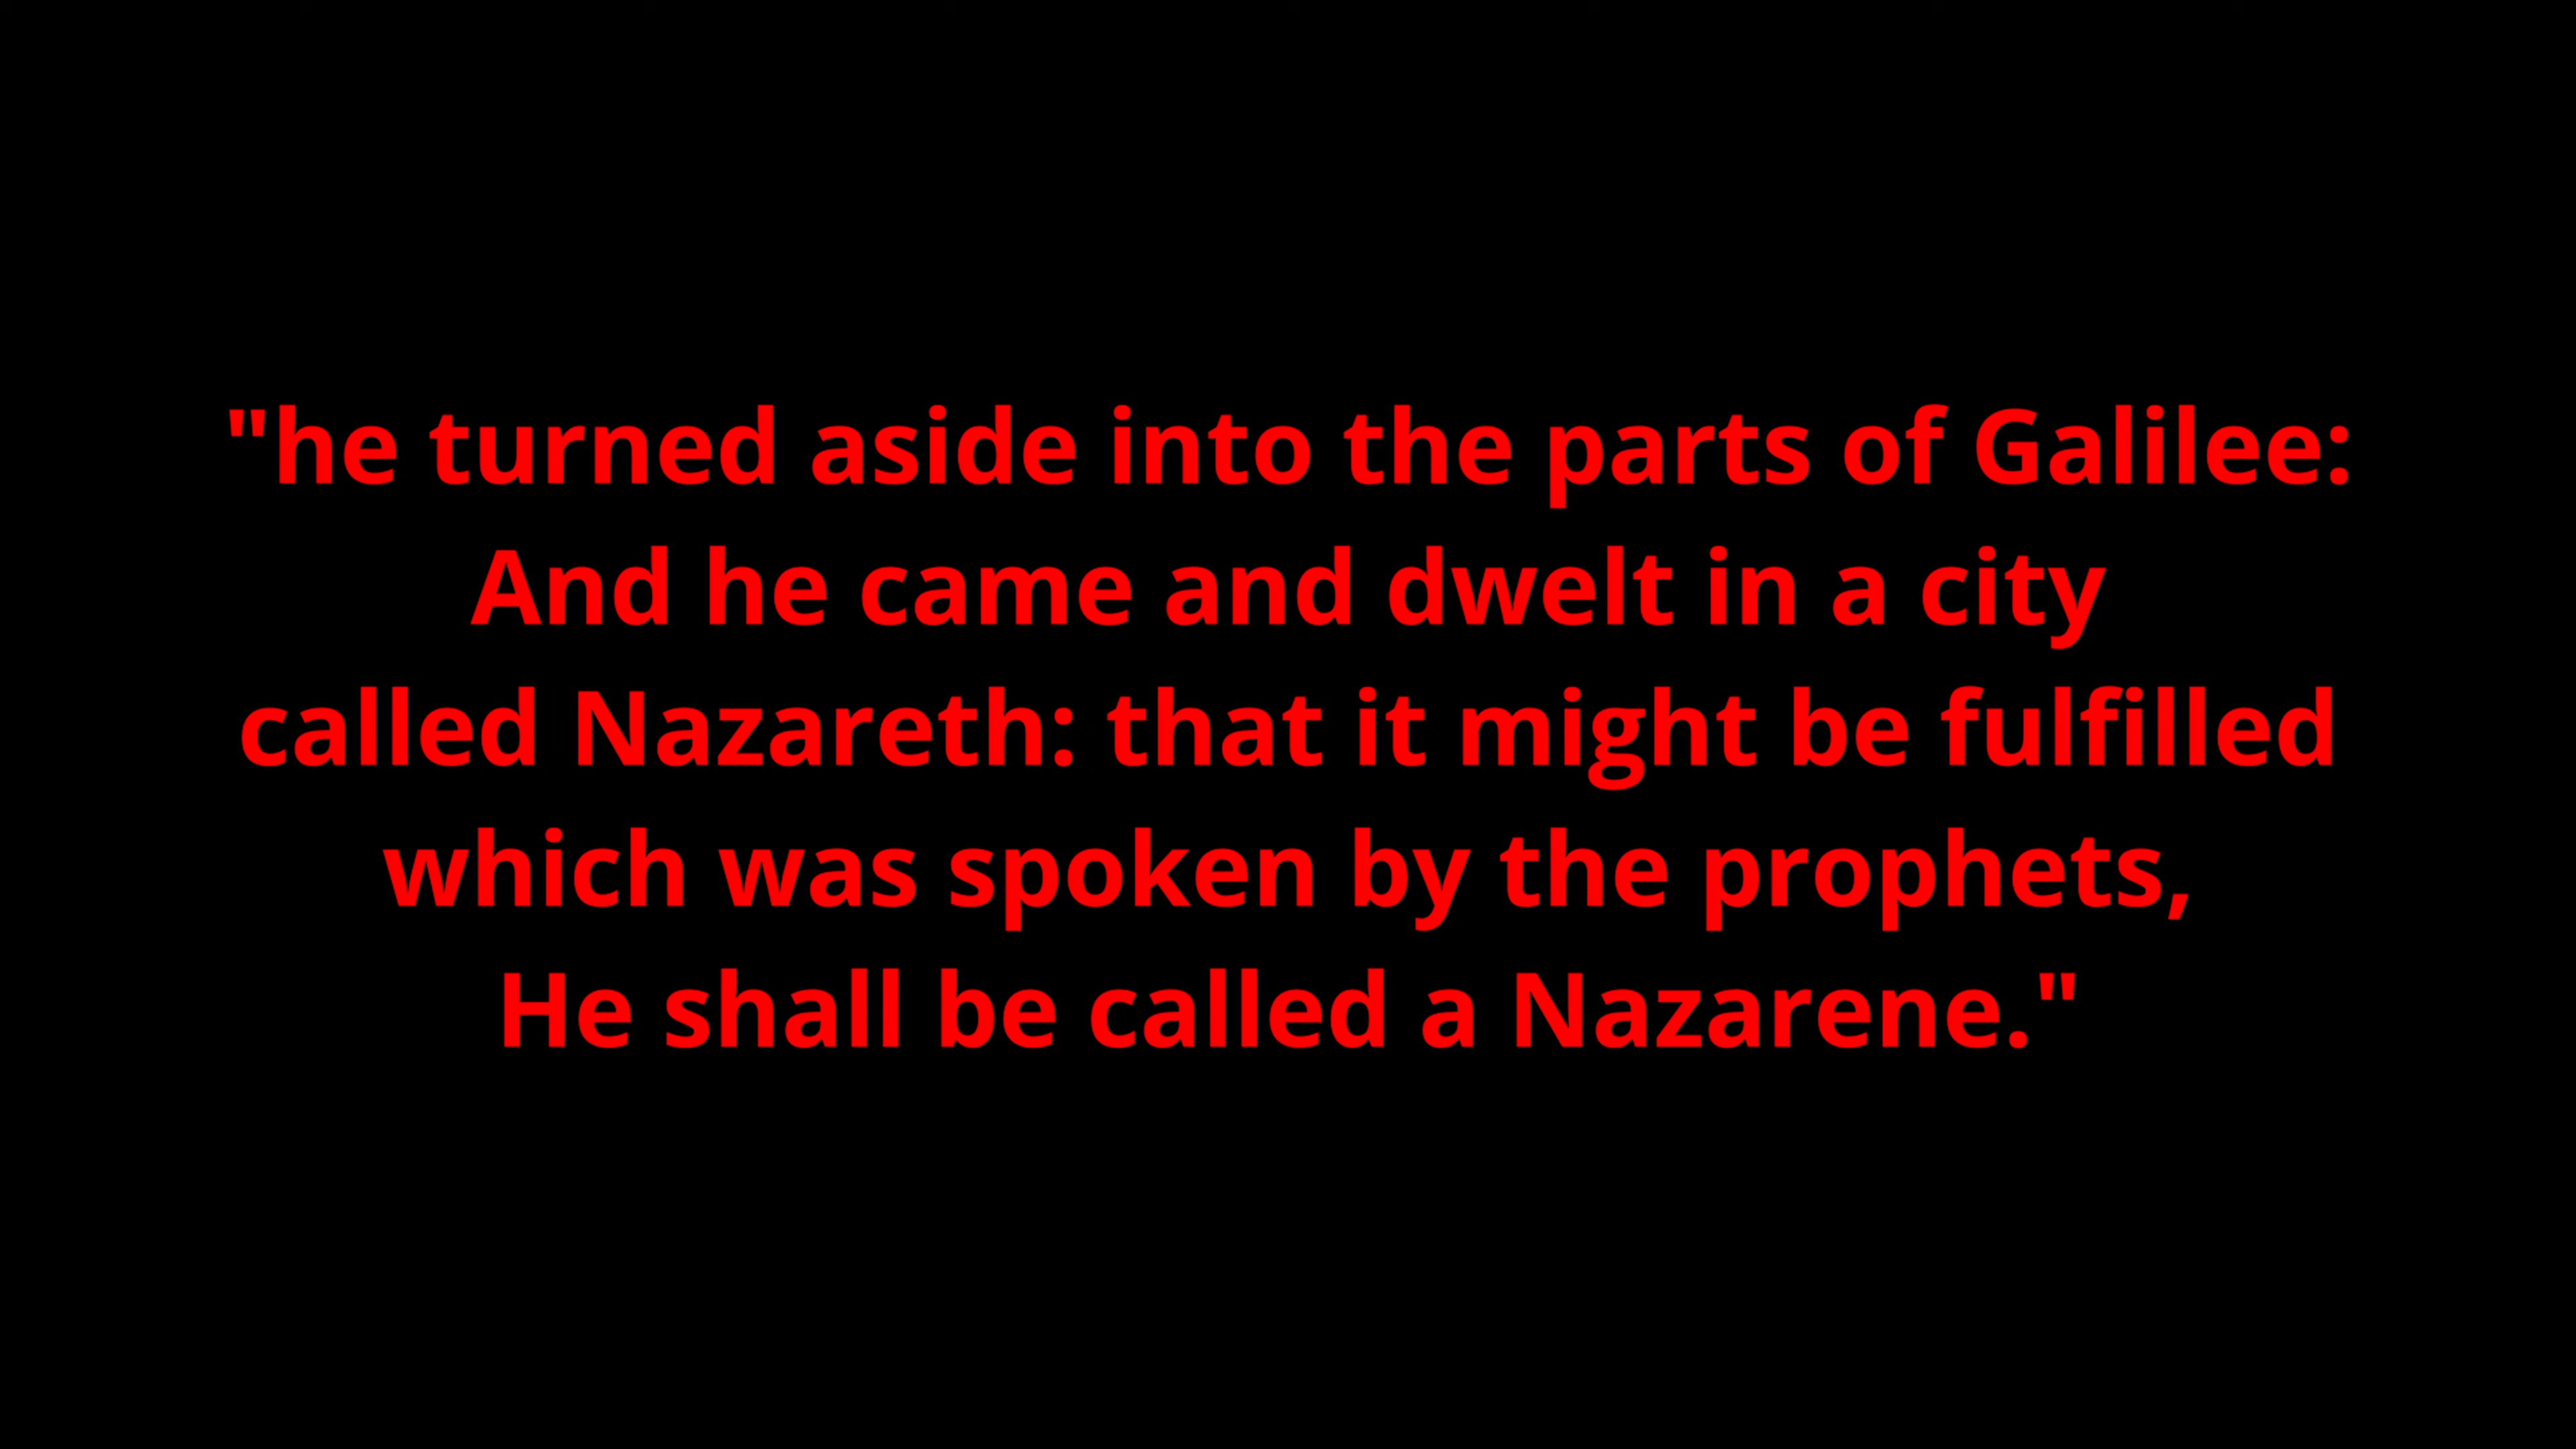 "he turned aside into the parts of Galilee:
And he came and dwelt in a city
called Nazareth: that it might be fulfilled
which was spoken by the prophets,
He shall be called a Nazarene."